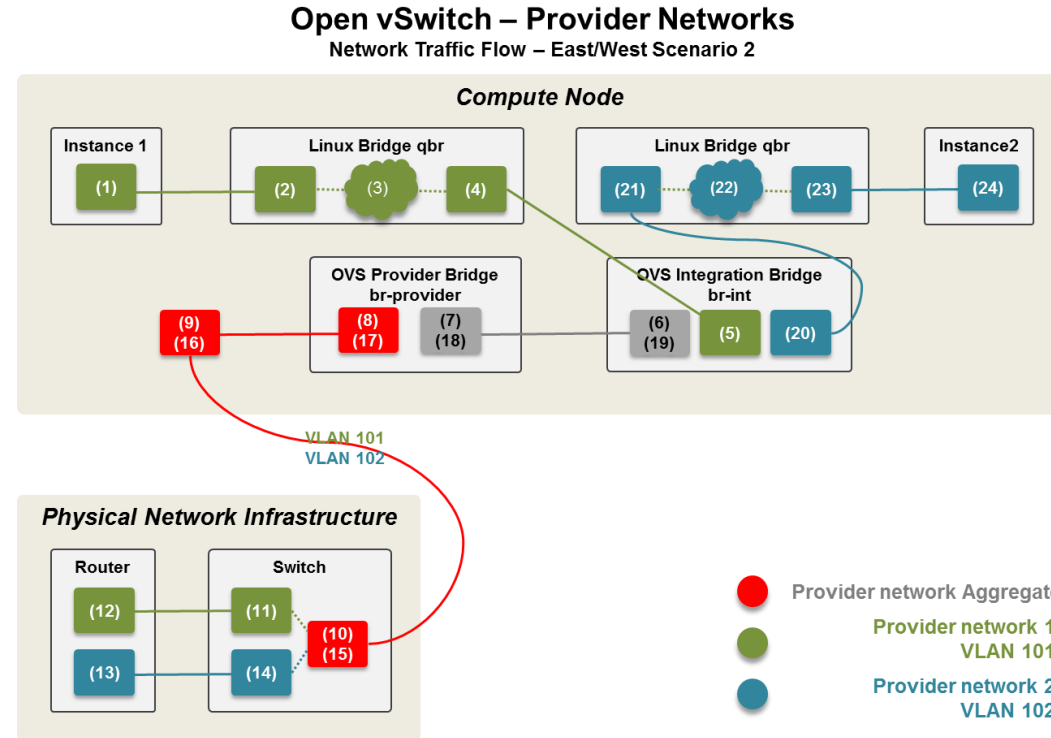 Open vSwitch – Provider Networks
Network Traffic Flow – East/West Scenario 2
Compute Node
Instance 1
Linux Bridge qbr
Linux Bridge qbr
Instance2
(1)
(2)
(3)
(4)
(21)
(22)
(23)
(24)
OVS Provider Bridge
br-provider
OVS Integration Bridge
br-int
(9)
(16)
(8)
(17)
(7)
(18)
(6)
(19)
(5)
(20)
VLAN 101
VLAN 102
Physical Network Infrastructure
Router
Switch
(12)
(11)
(10)
(15)
(13)
(14)
Provider network Aggregate
Provider network 1
VLAN 101
Provider network 2
VLAN 102